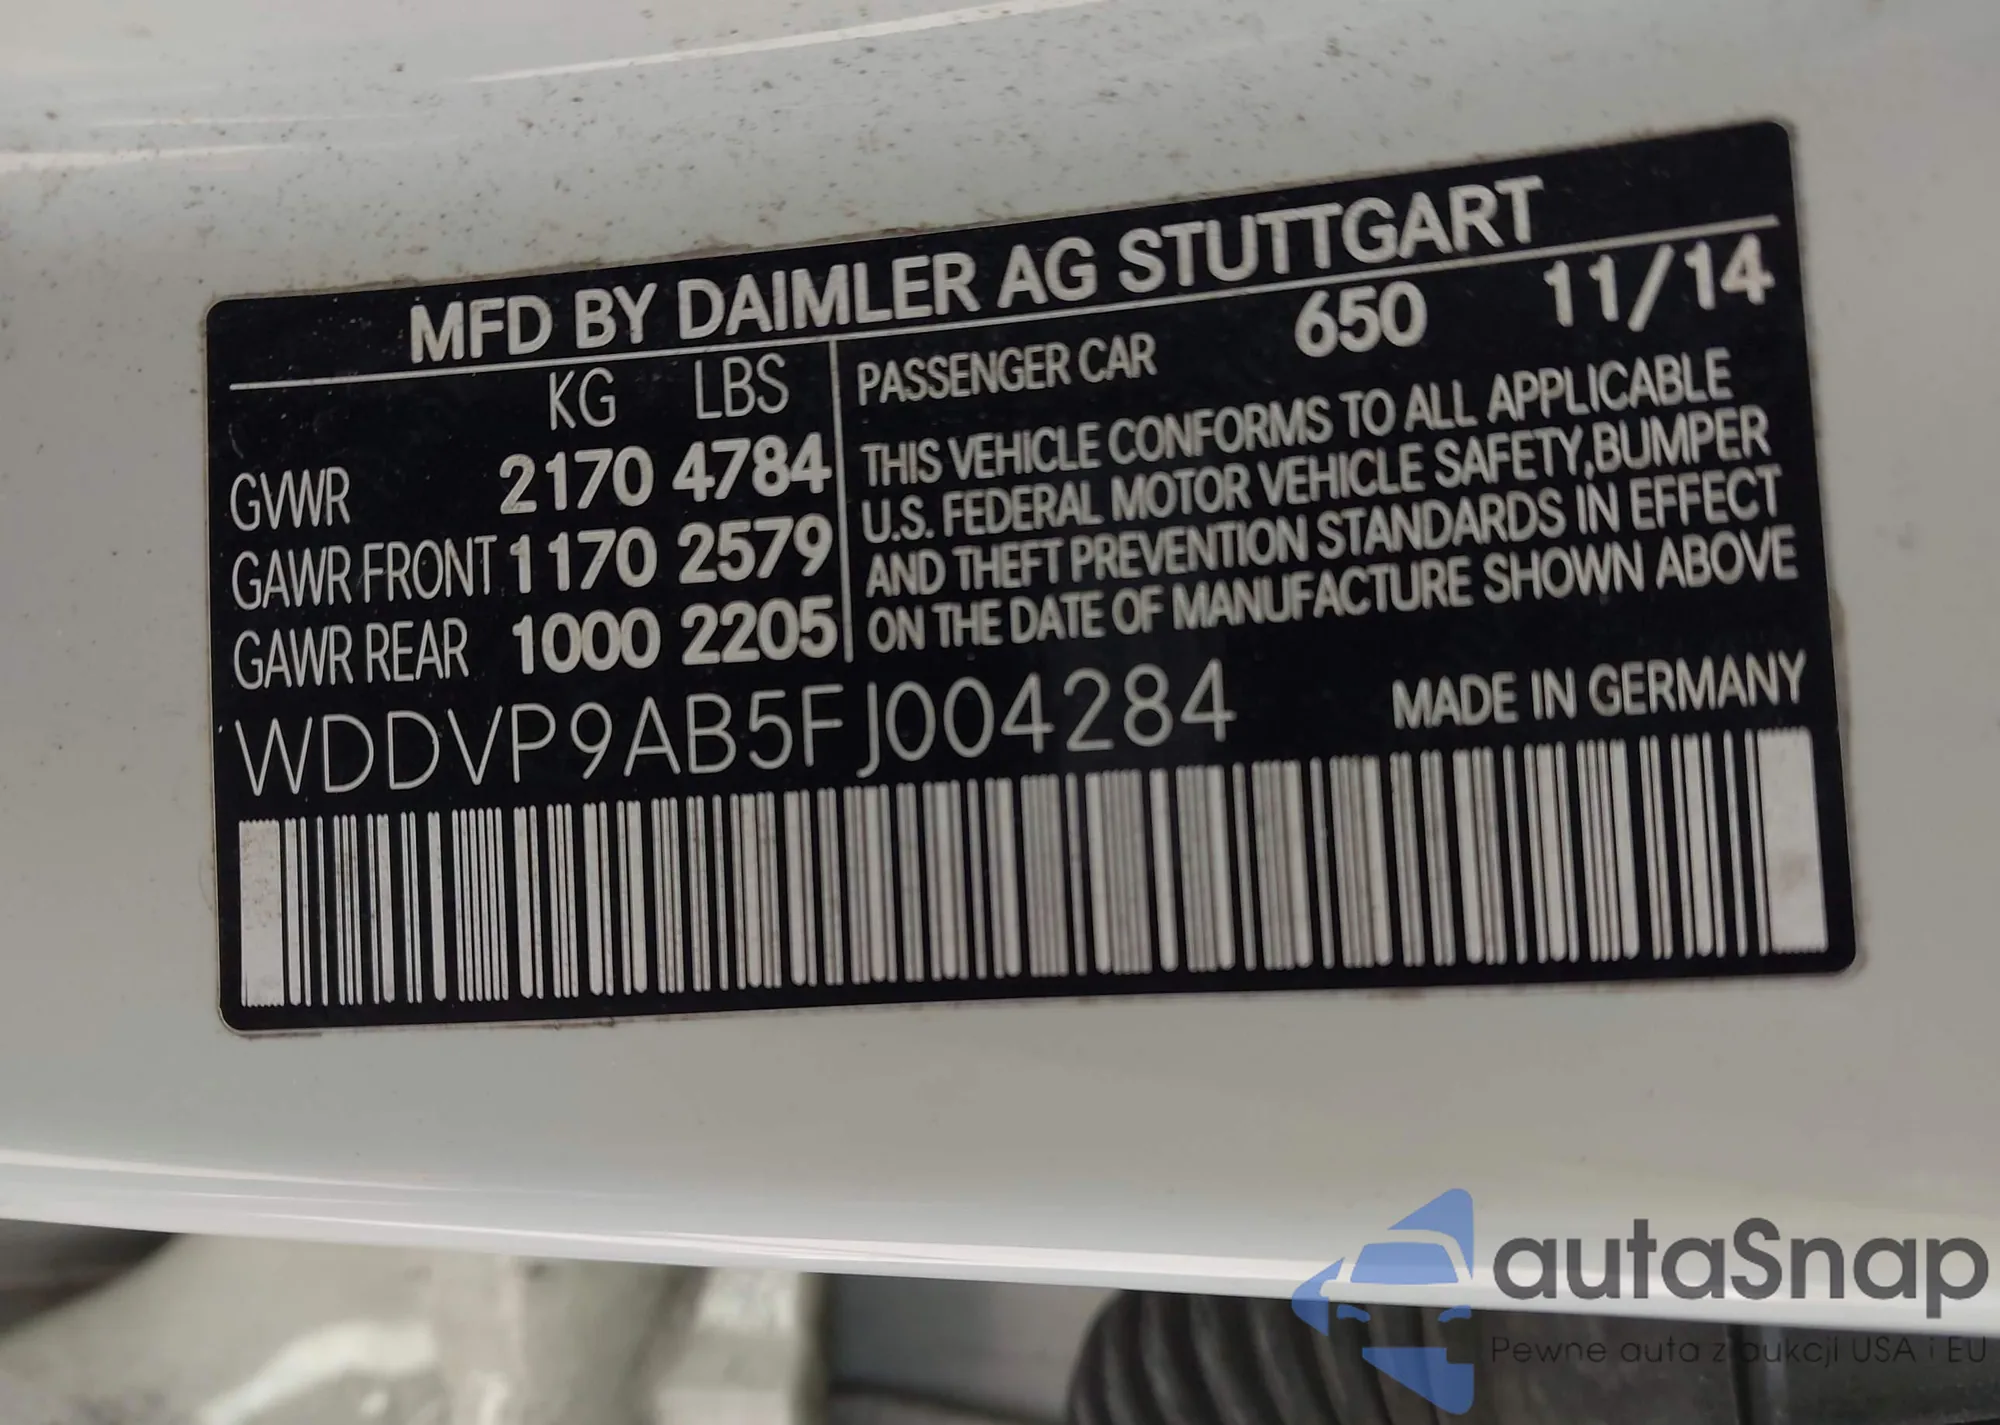 MFD BY DAIMLER AG STUTTGART
KG LBS
GVWR 2170 4784
GAWR FRONT 1170 2579
GAWR REAR 1000 2205
PASSENGER CAR 650 11/14
THIS VEHICLE CONFORMS TO ALL APPLICABLE
U.S. FEDERAL MOTOR VEHICLE SAFETY,BUMPER
AND THEFT PREVENTION STANDARDS IN EFFECT
ON THE DATE OF MANUFACTURE SHOWN ABOVE
WDDVP9AB5FJ004284
MADE IN GERMANY
autaSnap
Pewne auta z aukcji USA i EU